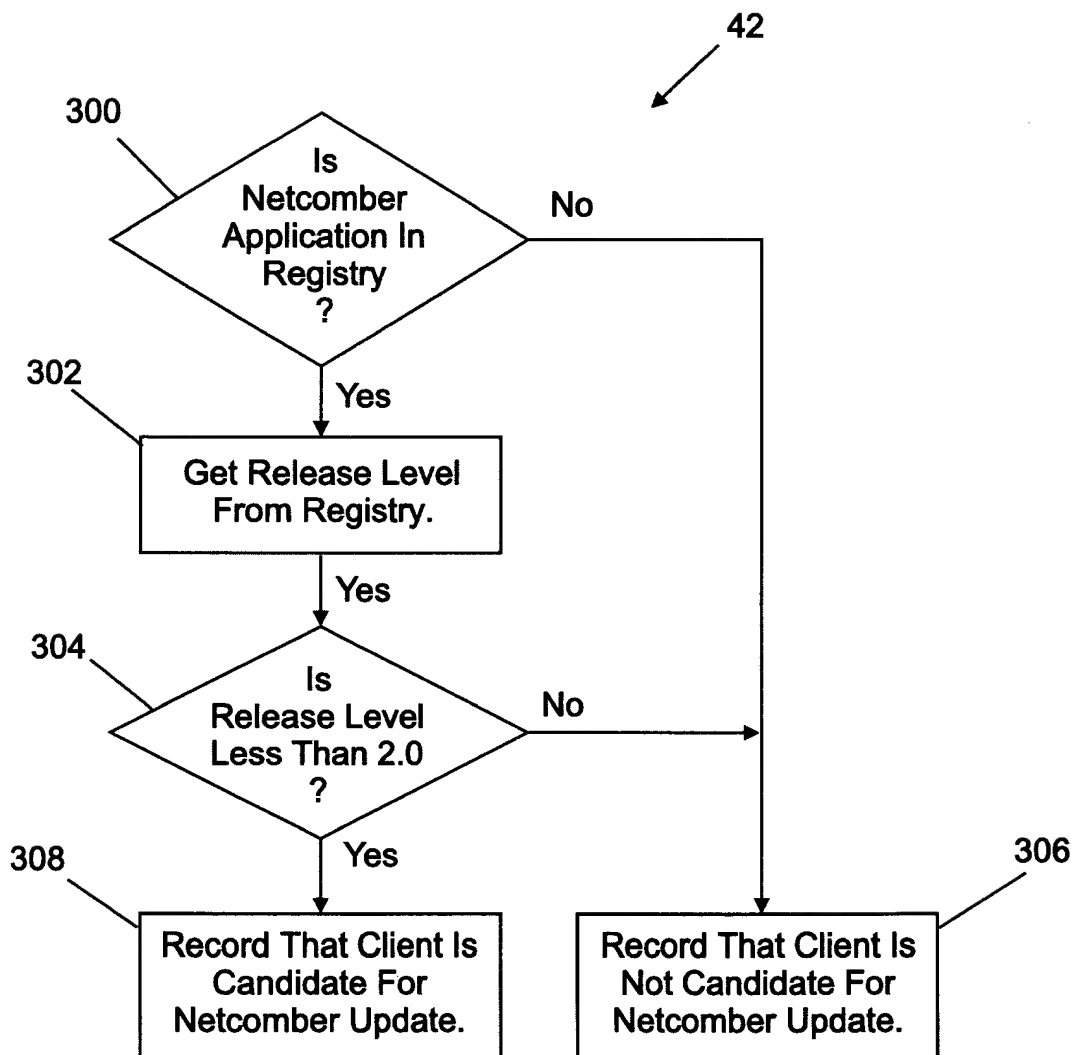 42
300
Is
Netcomber
Application In
Registry
?
No
302
Yes
Get Release Level
From Registry.
Yes
304
Is
Release Level
Less Than 2.0
?
No
308
Yes
306
Record That Client Is
Candidate For
Netcomber Update.
Record That Client Is
Not Candidate For
Netcomber Update.